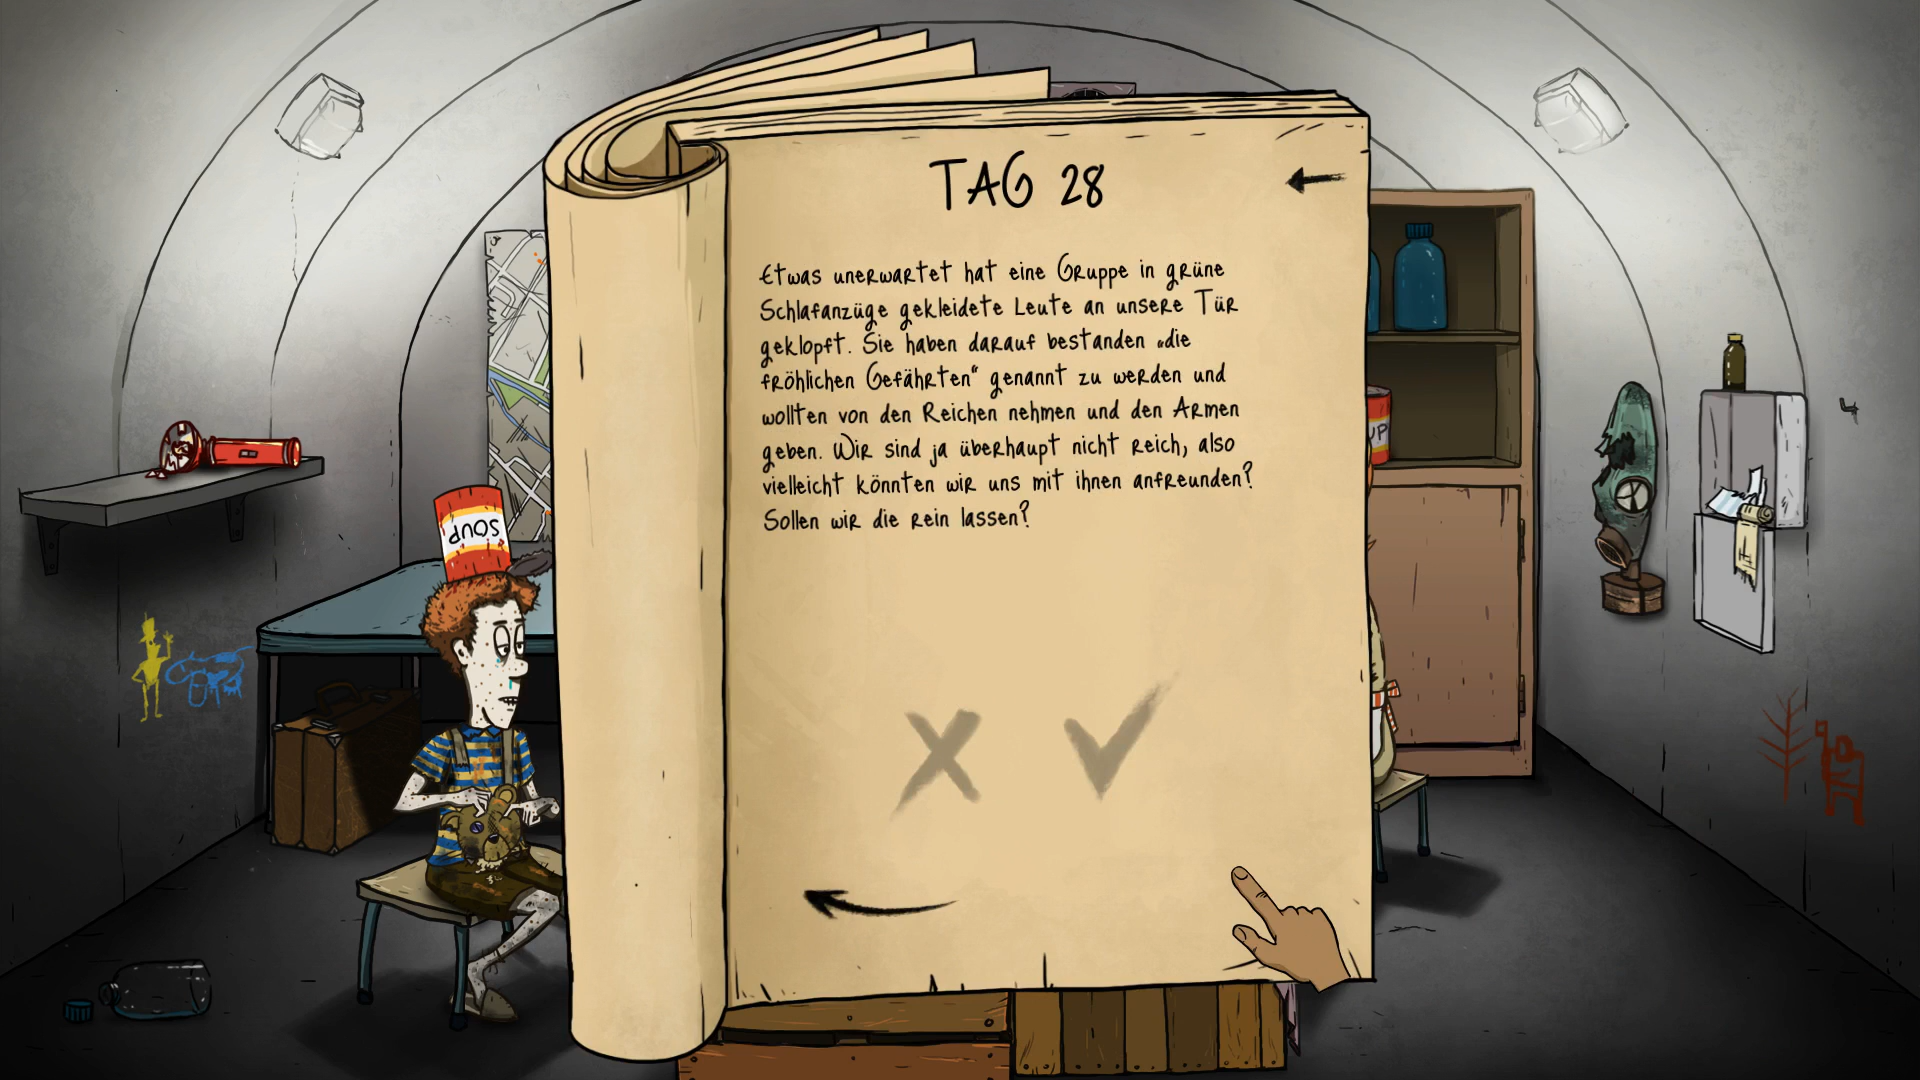 TAG 28
Etwas unerwartet hat eine Gruppe in grüne
Schlafanzüge gekleidete Leute an unsere Tür
geklopft. Sie haben darauf bestanden „die
fröhlichen Gefährten“ genannt zu werden und
wollten von den Reichen nehmen und den Armen
geben. Wir sind ja überhaupt nicht reich, also
vielleicht könnten wir uns mit ihnen anfreunden?
Sollen wir die rein lassen?
SOUP